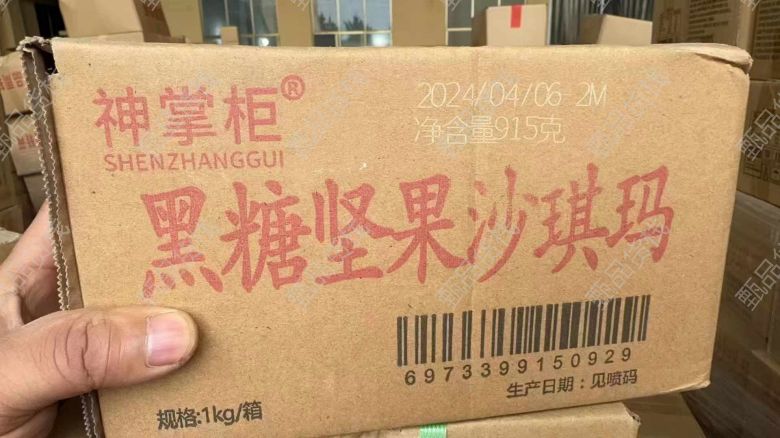 神掌柜®
SHENZHANGGUI
2024/04/06 2M
净含量915克
黑糖坚果沙琪玛
6973399150929
生产日期：见喷码
规格:1kg/箱